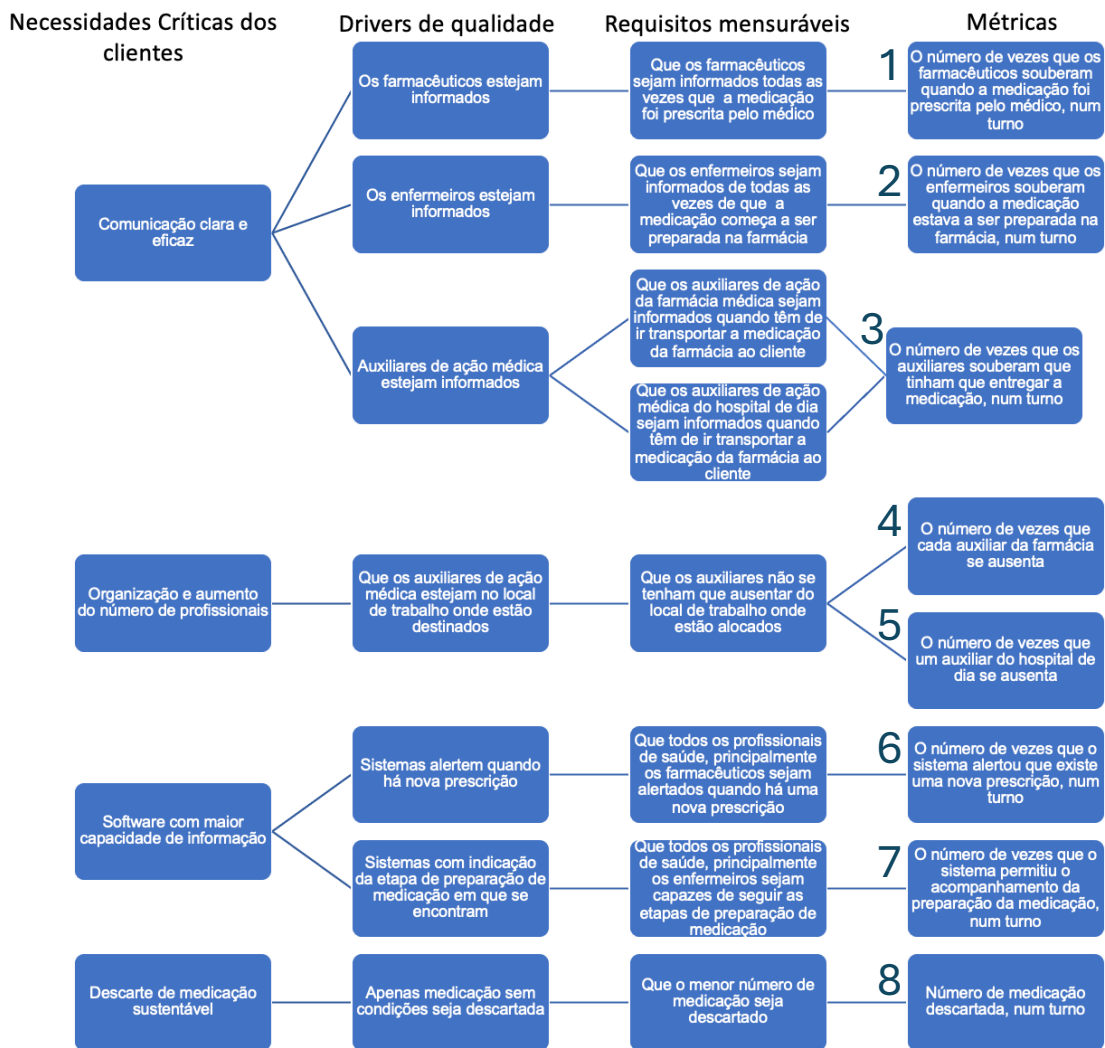 Necessidades Críticas dos
clientes
Drivers de qualidade
Requisitos mensuráveis
Métricas
Comunicação clara e
eficaz
Os farmacêuticos estejam
informados
Que os farmacêuticos
sejam informados todas as
vezes que a medicação
foi prescrita pelo médico
1
O número de vezes que os
farmacêuticos souberam
quando a medicação foi
prescrita pelo médico, num
turno
Os enfermeiros estejam
informados
Que os enfermeiros sejam
informados de todas as
vezes de que a
medicação começa a ser
preparada na farmácia
2
O número de vezes que os
enfermeiros souberam
quando a medicação
estava a ser preparada na
farmácia, num turno
Auxiliares de ação médica
estejam informados
Que os auxiliares de ação
da farmácia médica sejam
informados quando têm de
ir transportar a medicação
da farmácia ao cliente
Que os auxiliares de ação
médica do hospital de dia
sejam informados quando
têm de ir transportar a
medicação da farmácia ao
cliente
3
O número de vezes que os
auxiliares souberam que
tinham que entregar a
medicação, num turno
Organização e aumento
do número de profissionais
Que os auxiliares de ação
médica estejam no local
de trabalho onde estão
destinados
Que os auxiliares não se
tenham que ausentar do
local de trabalho onde
estão alocados
4
O número de vezes que
cada auxiliar da farmácia
se ausenta
5
O número de vezes que
um auxiliar do hospital de
dia se ausenta
Software com maior
capacidade de informação
Sistemas alertem quando
há nova prescrição
Que todos os profissionais
de saúde, principalmente
os farmacêuticos sejam
alertados quando há uma
nova prescrição
6
O número de vezes que o
sistema alertou que existe
uma nova prescrição, num
turno
Sistemas com indicação
da etapa de preparação de
medicação em que se
encontram
Que todos os profissionais
de saúde, principalmente
os enfermeiros sejam
capazes de seguir as
etapas de preparação de
medicação
7
O número de vezes que o
sistema permitiu o
acompanhamento da
preparação da medicação,
num turno
Descarte de medicação
sustentável
Apenas medicação sem
condições seja descartada
Que o menor número de
medicação seja
descartado
8
Número de medicação
descartada, num turno